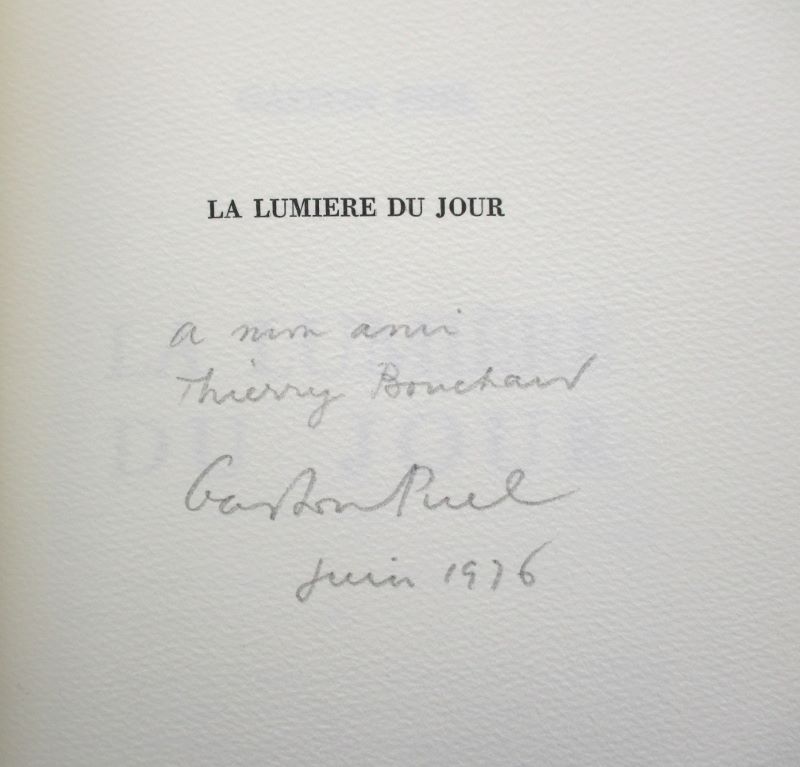 LA LUMIERE DU JOUR
a mon ami
Thierry Bouchard
Gaston Puel
Juin 1976